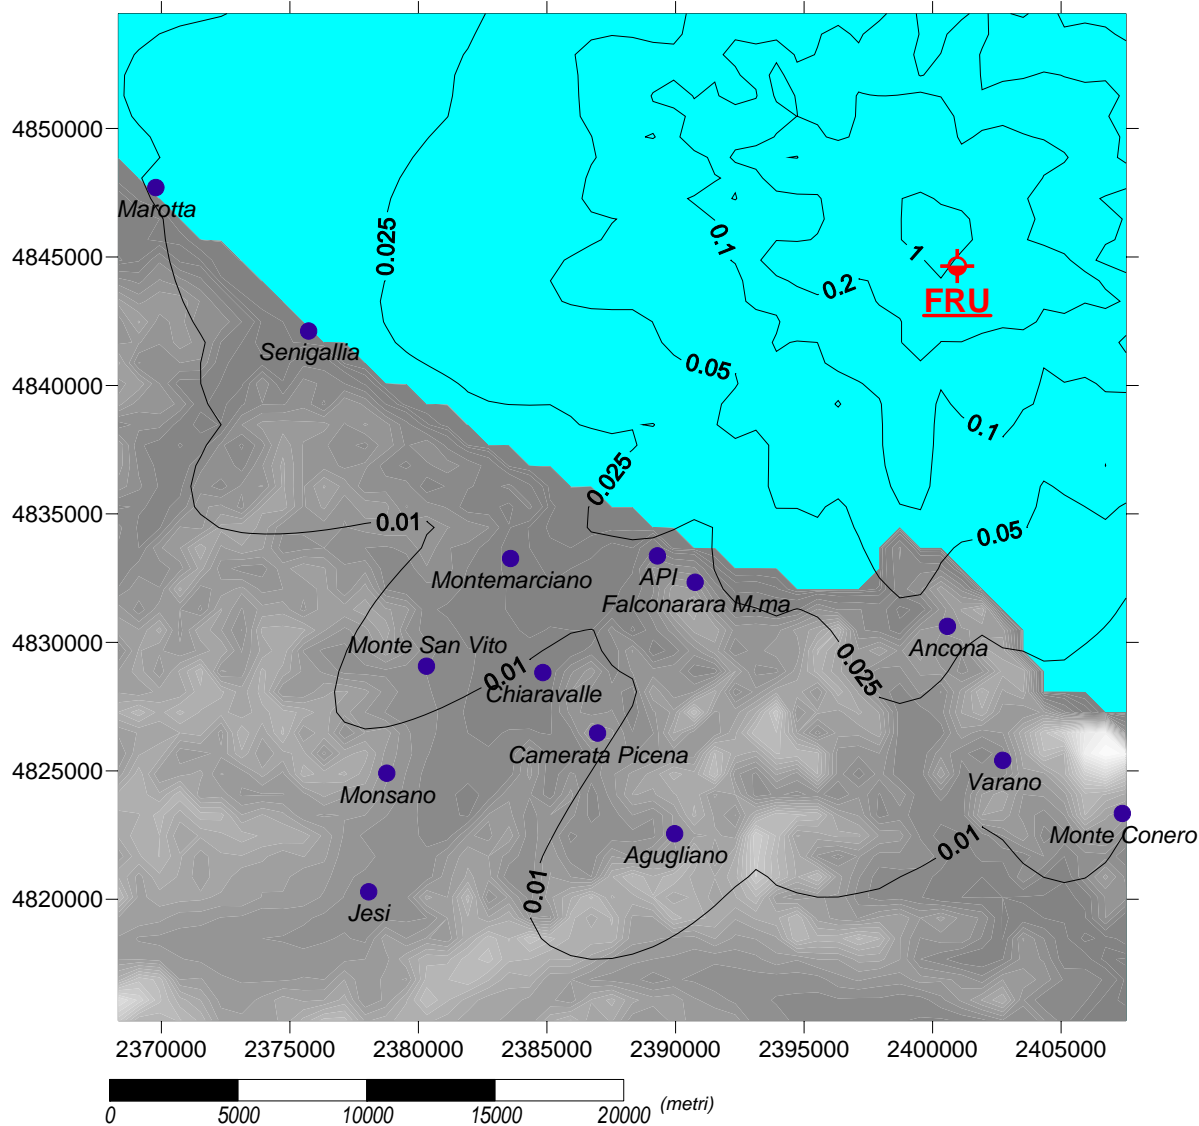 4850000
Marotta
0.025
0.1
1
4845000
0.2
FRU
Senigallia
0.05
4840000
0.1
0.025
4835000
0.01
0.05
Montemarciano
API
Falconarara M.ma
4830000
Ancona
Monte San Vito
0.01
0.025
Chiaravalle
Camerata Picena
4825000
Monsano
Varano
Monte Conero
0.01
Agugliano
0.01
4820000
Jesi
2370000 2375000 2380000 2385000 2390000 2395000 2400000 2405000
0 5000 10000 15000 20000 (metri)